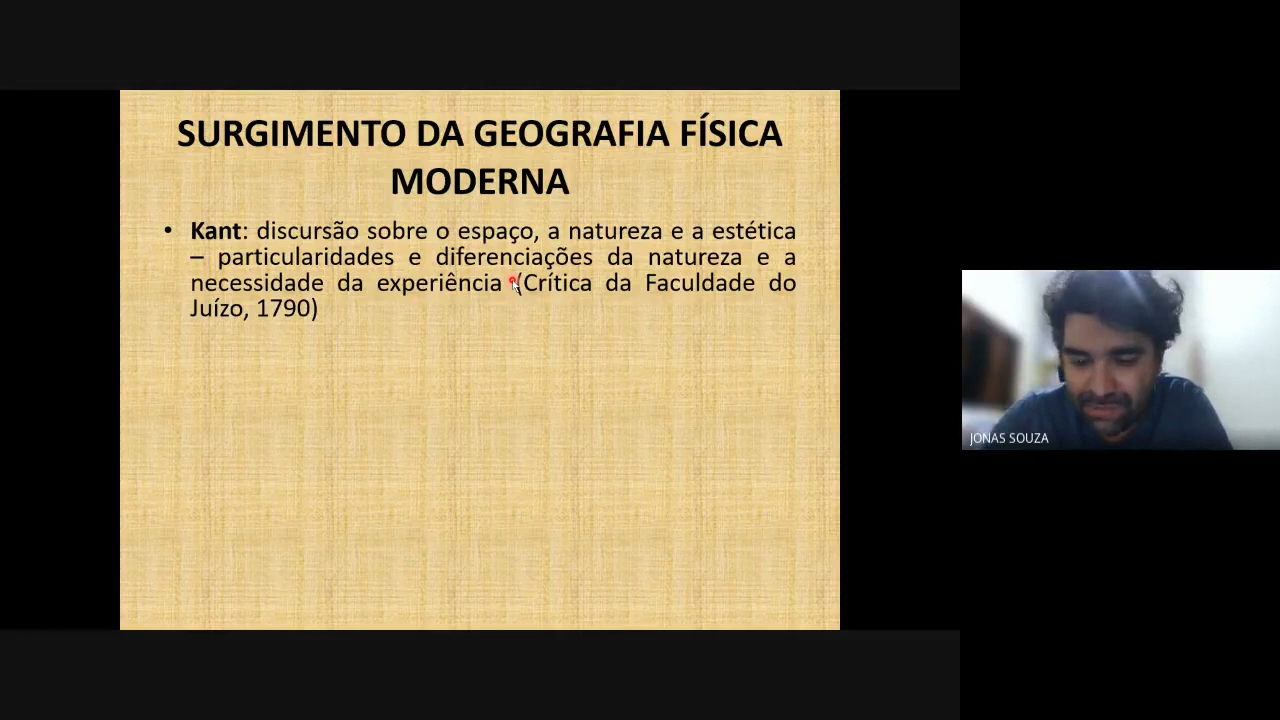 SURGIMENTO DA GEOGRAFIA FÍSICA
MODERNA
• Kant: discursão sobre o espaço, a natureza e a estética
– particularidades e diferenciações da natureza e a
necessidade da experiência (Crítica da Faculdade do
Juízo, 1790)
JONAS SOUZA